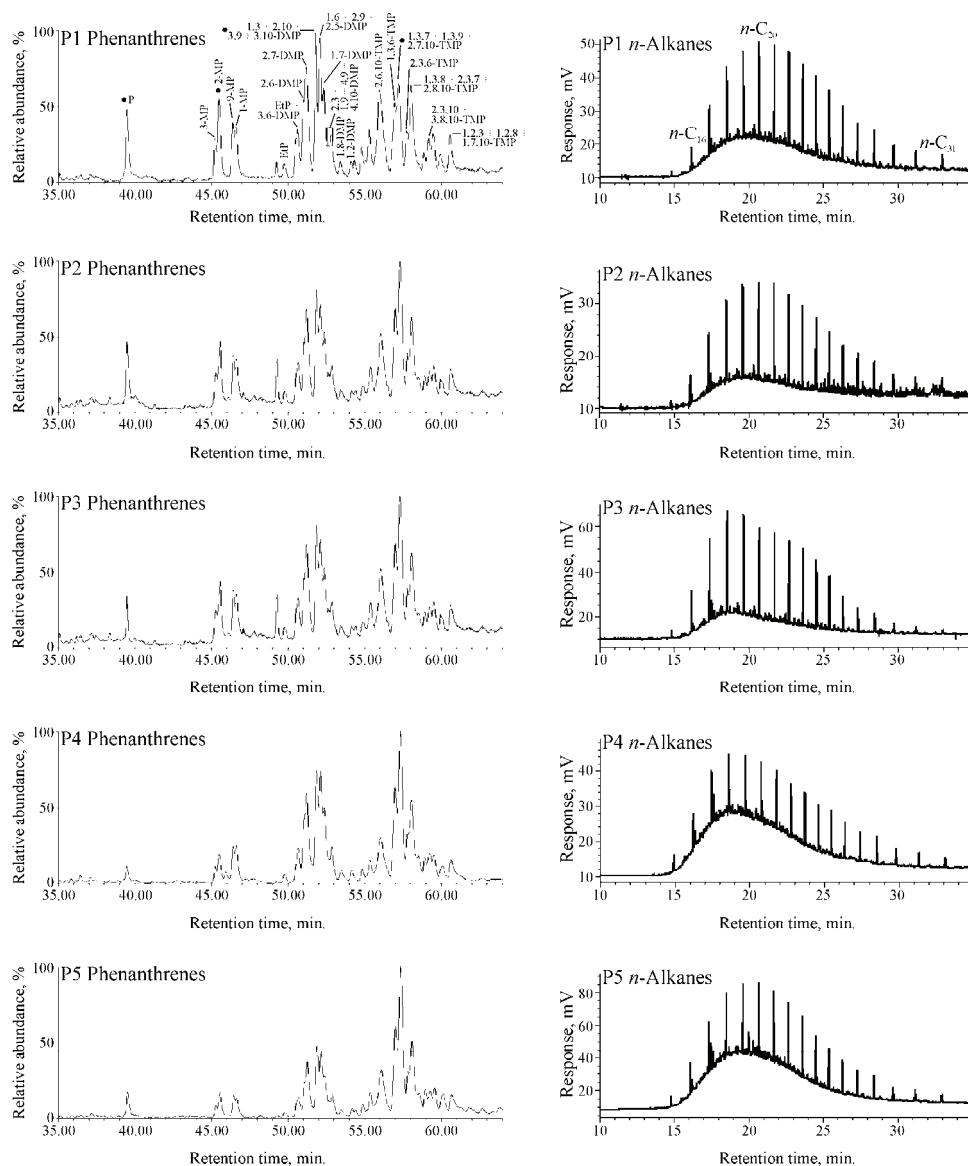 P1 Phenanthrenes
Relative abundance, %
100
50
0
P
3-MP
2-MP
9-MP
1-MP
EtP
EtP +
3.6-DMP
2.6-DMP
2.7-DMP
1.3 + 2.10 +
3.9 + 3.10-DMP
1.6 + 2.9 +
2.5-DMP
1.7-DMP
2.3 +
1.9 + 4.9 +
4.10-DMP
1.8-DMP
1.2-DMP
2.6.10-TMP
1.3.6-TMP
1.3.7 + 1.3.9 +
2.7.10-TMP
2.3.6-TMP
1.3.8 + 2.3.7 +
2.8.10-TMP
2.3.10 +
3.8.10-TMP
1.2.3 + 1.2.8 +
1.7.10-TMP
35.00 40.00 45.00 50.00 55.00 60.00
Retention time, min.
P1 n-Alkanes
Response, mV
50
40
30
20
10
n-C16
n-C20
n-C31
10 15 20 25 30
Retention time, min.
P2 Phenanthrenes
Relative abundance, %
100
50
0
35.00 40.00 45.00 50.00 55.00 60.00
Retention time, min.
P2 n-Alkanes
Response, mV
30
20
10
10 15 20 25 30
Retention time, min.
P3 Phenanthrenes
Relative abundance, %
100
50
0
35.00 40.00 45.00 50.00 55.00 60.00
Retention time, min.
P3 n-Alkanes
Response, mV
60
40
20
10 15 20 25 30
Retention time, min.
P4 Phenanthrenes
Relative abundance, %
100
50
0
35.00 40.00 45.00 50.00 55.00 60.00
Retention time, min.
P4 n-Alkanes
Response, mV
40
30
20
10
10 15 20 25 30
Retention time, min.
P5 Phenanthrenes
Relative abundance, %
100
50
0
35.00 40.00 45.00 50.00 55.00 60.00
Retention time, min.
P5 n-Alkanes
Response, mV
80
60
40
20
10 15 20 25 30
Retention time, min.